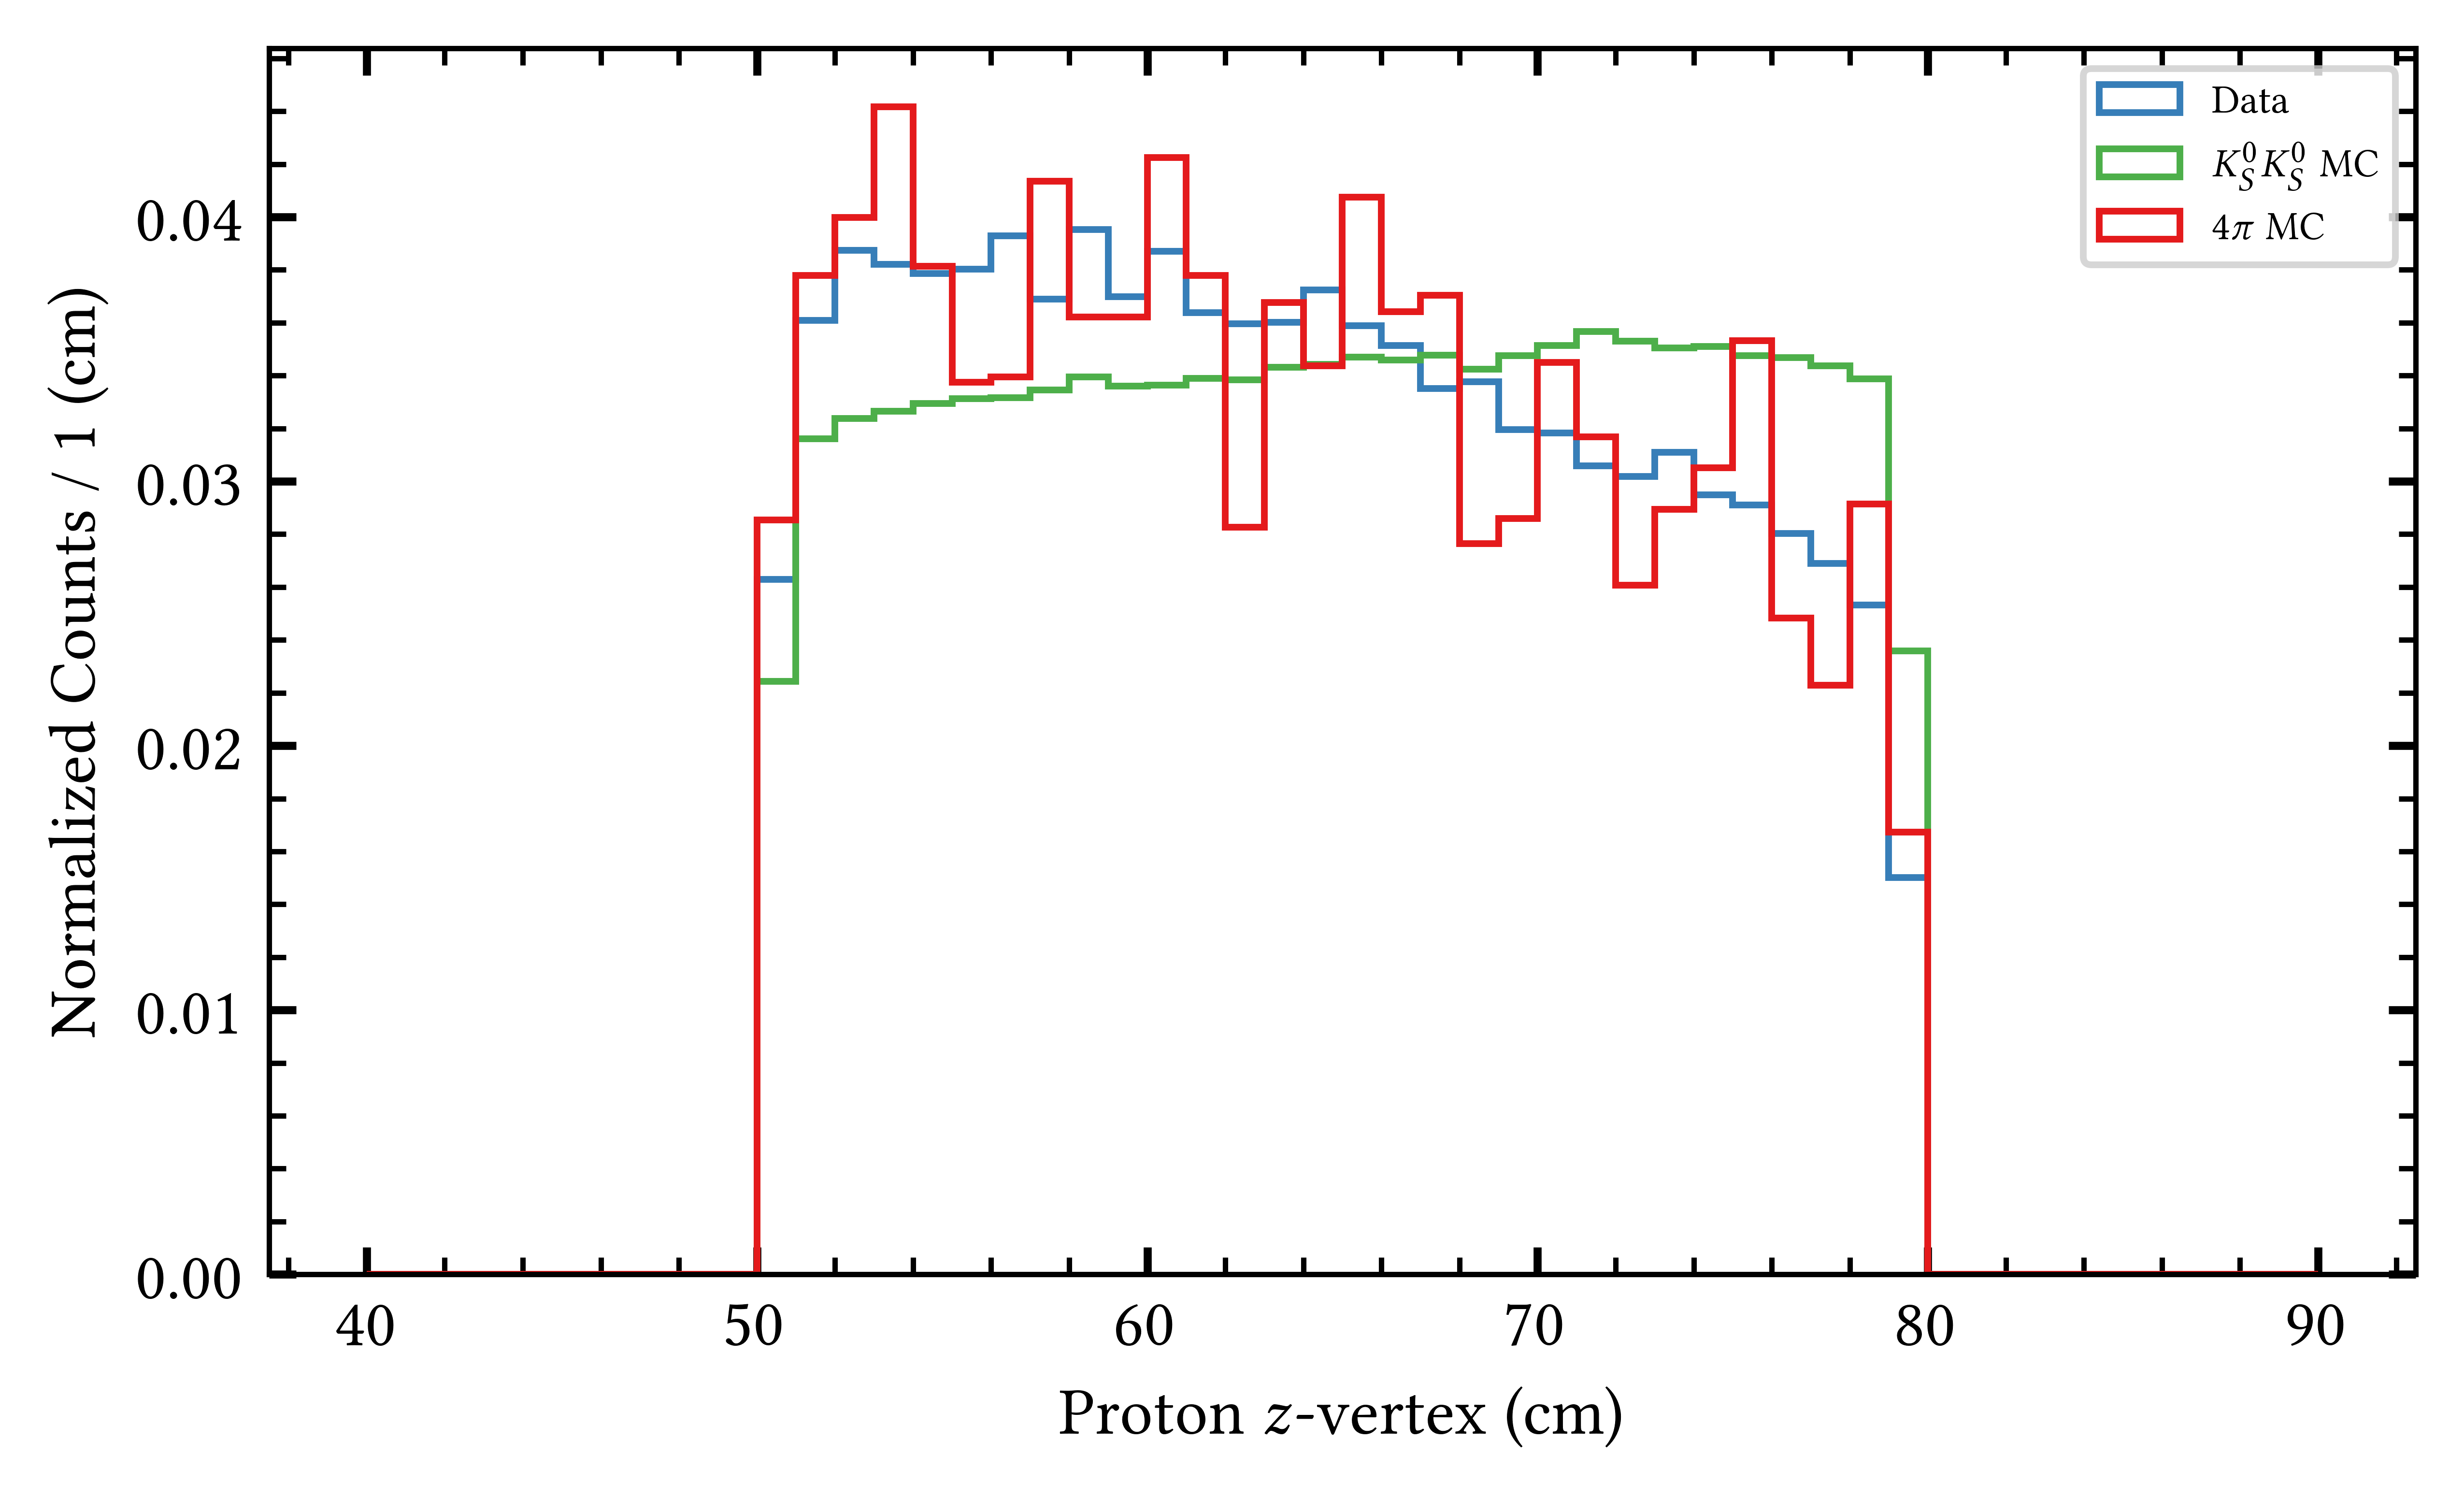 Normalized Counts / 1 (cm)
0.04
0.03
0.02
0.01
0.00
40 50 60 70 80 90
Proton z-vertex (cm)
Data
$K_S^0 K_S^0$ MC
4π MC